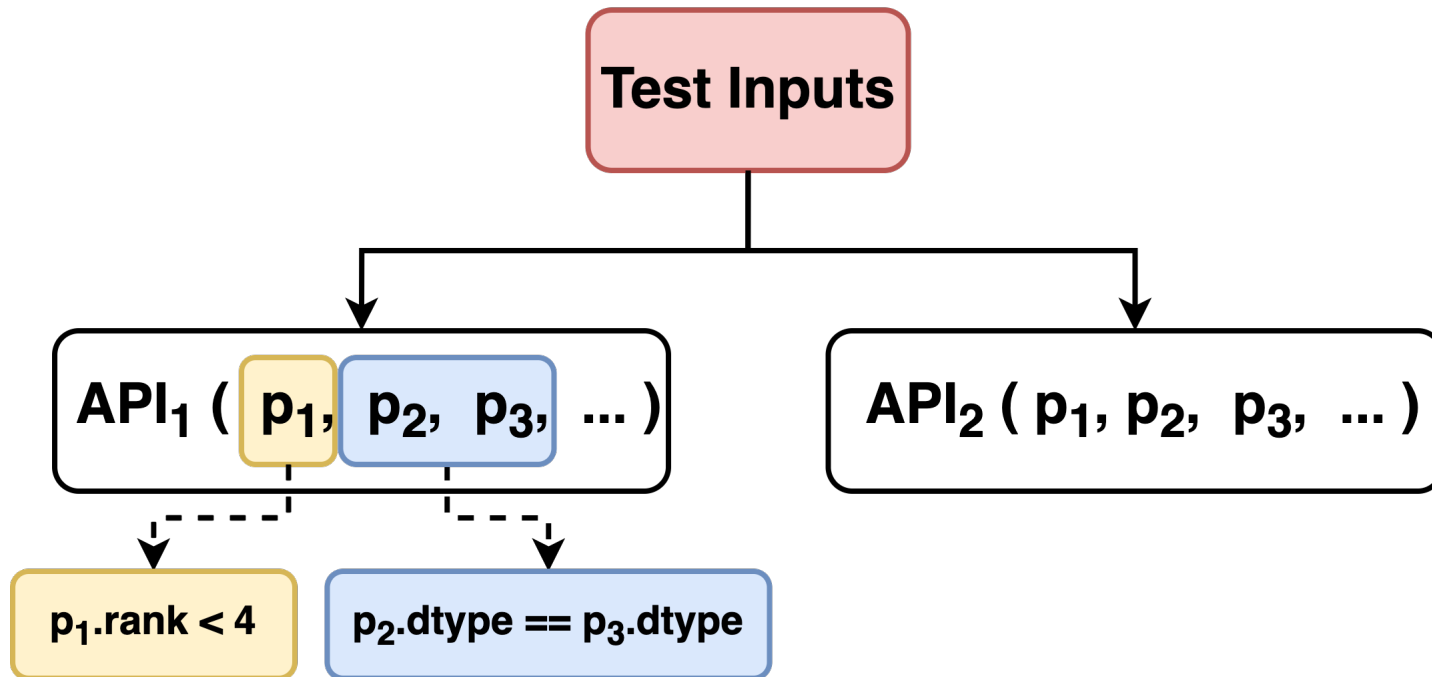 Test Inputs
API₁ ( p₁, p₂, p₃, ... )
API₂ ( p₁, p₂, p₃, ... )
p₁.rank < 4
p₂.dtype == p₃.dtype